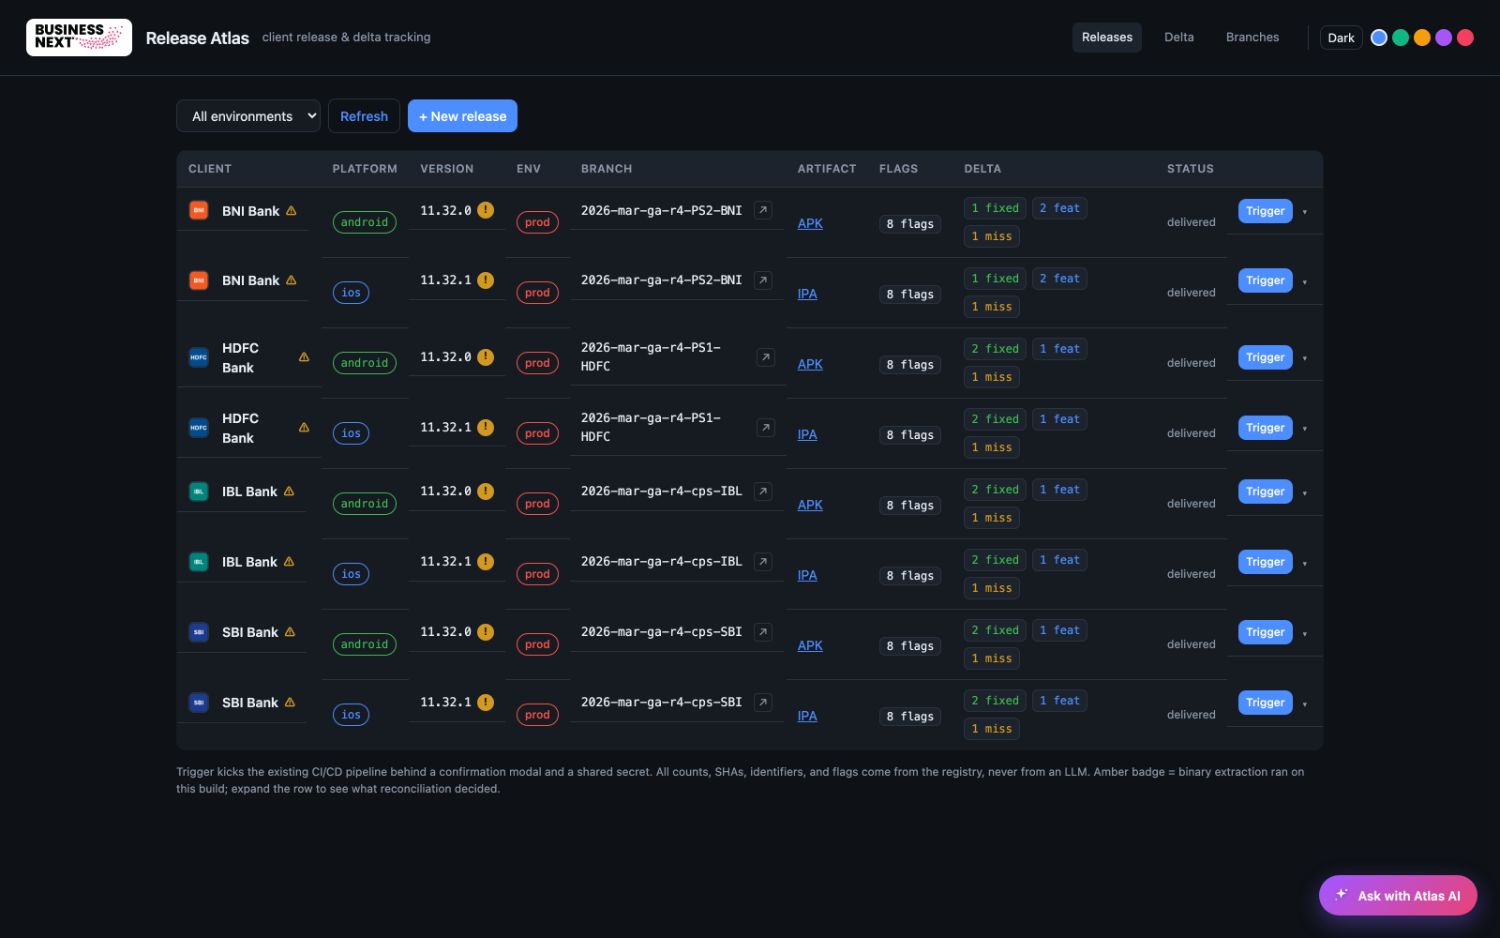 BUSINESS
NEXT
Release Atlas client release & delta tracking
Releases Delta Branches Dark
All environments Refresh + New release
CLIENT PLATFORM VERSION ENV BRANCH ARTIFACT FLAGS DELTA STATUS
BNI BNI Bank android 11.32.0 ! prod 2026-mar-ga-r4-PS2-BNI APK 8 flags 1 fixed 2 feat 1 miss delivered Trigger
BNI BNI Bank ios 11.32.1 ! prod 2026-mar-ga-r4-PS2-BNI IPA 8 flags 1 fixed 2 feat 1 miss delivered Trigger
HDFC HDFC Bank android 11.32.0 ! prod 2026-mar-ga-r4-PS1-HDFC APK 8 flags 2 fixed 1 feat 1 miss delivered Trigger
HDFC HDFC Bank ios 11.32.1 ! prod 2026-mar-ga-r4-PS1-HDFC IPA 8 flags 2 fixed 1 feat 1 miss delivered Trigger
IBL IBL Bank android 11.32.0 ! prod 2026-mar-ga-r4-cps-IBL APK 8 flags 2 fixed 1 feat 1 miss delivered Trigger
IBL IBL Bank ios 11.32.1 ! prod 2026-mar-ga-r4-cps-IBL IPA 8 flags 2 fixed 1 feat 1 miss delivered Trigger
SBI SBI Bank android 11.32.0 ! prod 2026-mar-ga-r4-cps-SBI APK 8 flags 2 fixed 1 feat 1 miss delivered Trigger
SBI SBI Bank ios 11.32.1 ! prod 2026-mar-ga-r4-cps-SBI IPA 8 flags 2 fixed 1 feat 1 miss delivered Trigger
Trigger kicks the existing CI/CD pipeline behind a confirmation modal and a shared secret. All counts, SHAs, identifiers, and flags come from the registry, never from an LLM. Amber badge = binary extraction ran on
this build; expand the row to see what reconciliation decided.
Ask with Atlas AI